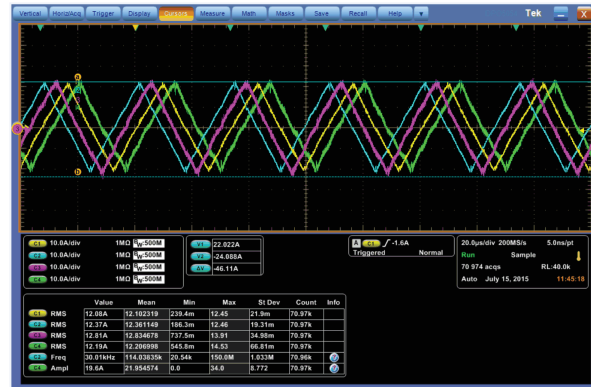 Vertical Horiz/Acq Trigger Display Cursors Measure Math Masks Save Recall Help Tek X
a
b
C1 10.0A/div 1MΩ BW:500M
C2 10.0A/div 1MΩ BW:500M
C3 10.0A/div 1MΩ BW:500M
C4 10.0A/div 1MΩ BW:500M
V1 22.022A
V2 -24.088A
ΔV -46.11A
A C1 -1.6A
Triggered Normal
20.0µs/div 200MS/s 5.0ns/pt
Run Sample
70 974 acqs RL:40.0k
Auto July 15, 2015 11:45:18
Value Mean Min Max St Dev Count Info
C1 RMS 12.08A 12.102319 239.4m 12.45 21.9m 70.97k
C2 RMS 12.37A 12.361149 186.3m 12.46 19.31m 70.97k
C3 RMS 12.81A 12.834678 737.5m 13.91 34.98m 70.97k
C4 RMS 12.19A 12.206998 545.8m 14.53 66.81m 70.97k
C2 Freq 30.01kHz 114.03835k 20.54k 150.0M 1.033M 70.96k
C4 Ampl 19.6A 21.954574 0.0 34.0 8.772 70.97k